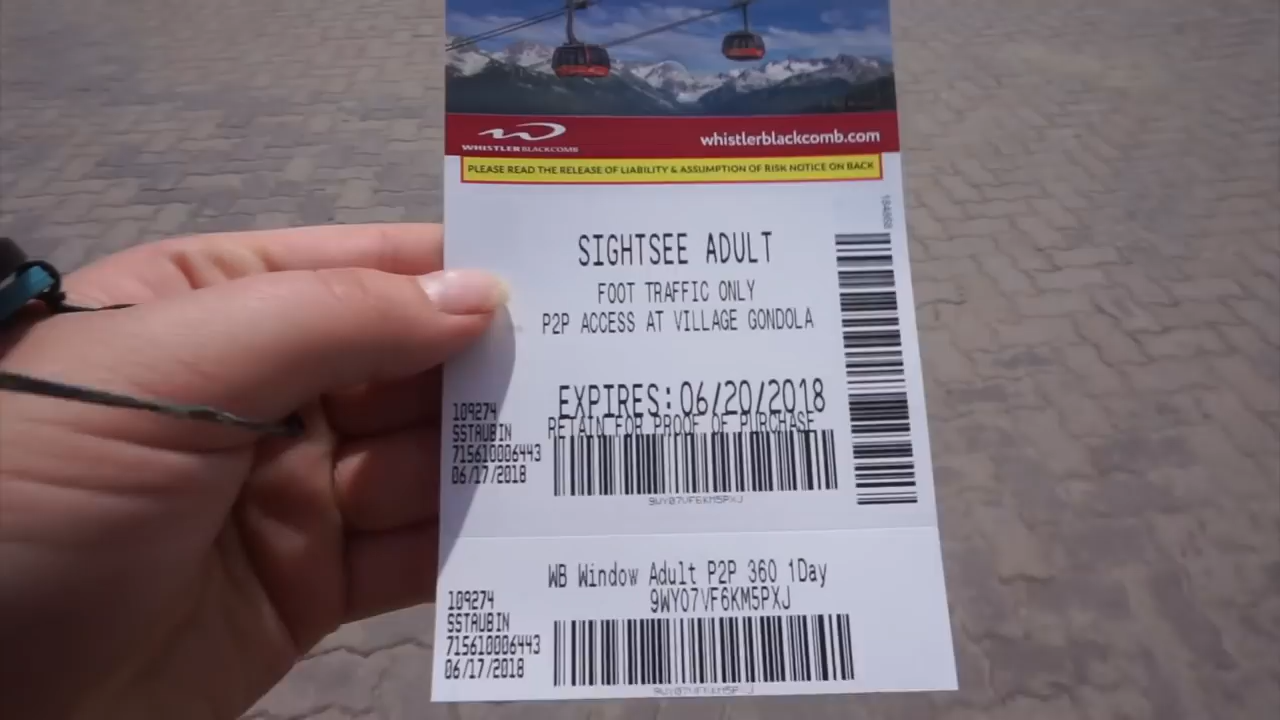 WHISTLERBLACKCOMB
whistlerblackcomb.com
PLEASE READ THE RELEASE OF LIABILITY & ASSUMPTION OF RISK NOTICE ON BACK
SIGHTSEE ADULT
FOOT TRAFFIC ONLY
P2P ACCESS AT VILLAGE GONDOLA
EXPIRES:06/20/2018
RETAIN FOR PROOF OF PURCHASE
109274
SSTAUBIN
715610006443
06/17/2018
9WY07VF6KM5PXJ
WB Window Adult P2P 360 1Day
9WY07VF6KM5PXJ
109274
SSTAUBIN
715610006443
06/17/2018
9WY07VF6KM5PXJ